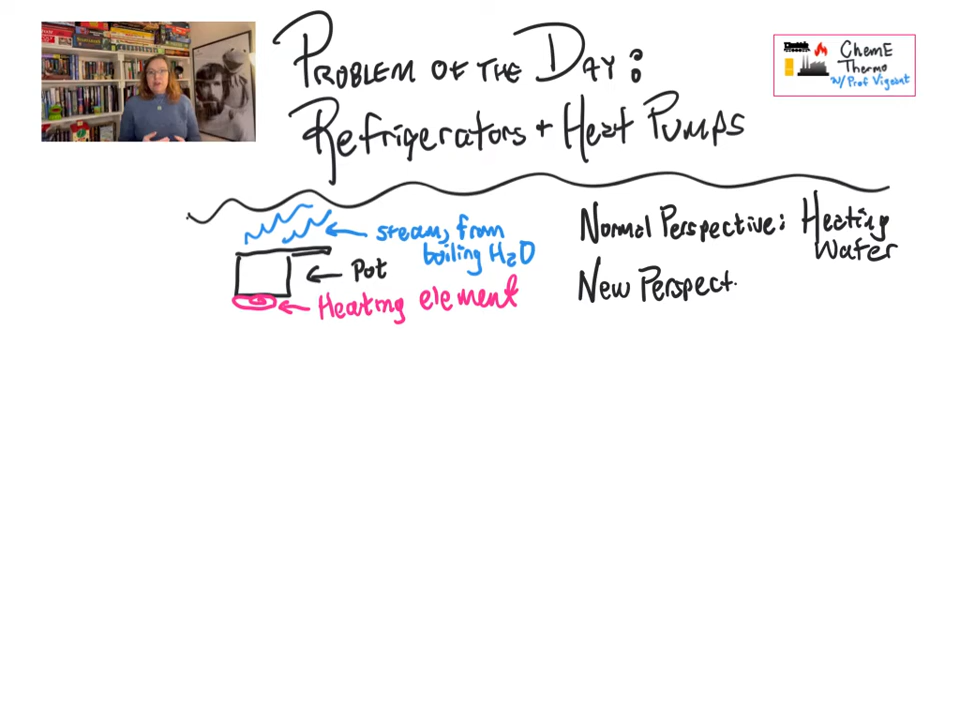 PROBLEM OF THE DAY:
Refrigerators + Heat Pumps
ChemE
Thermo
w/Prof Vigeant
steam, from
boiling H2O
Pot
Heating element
Normal Perspective: Heating
Water
New Perspect